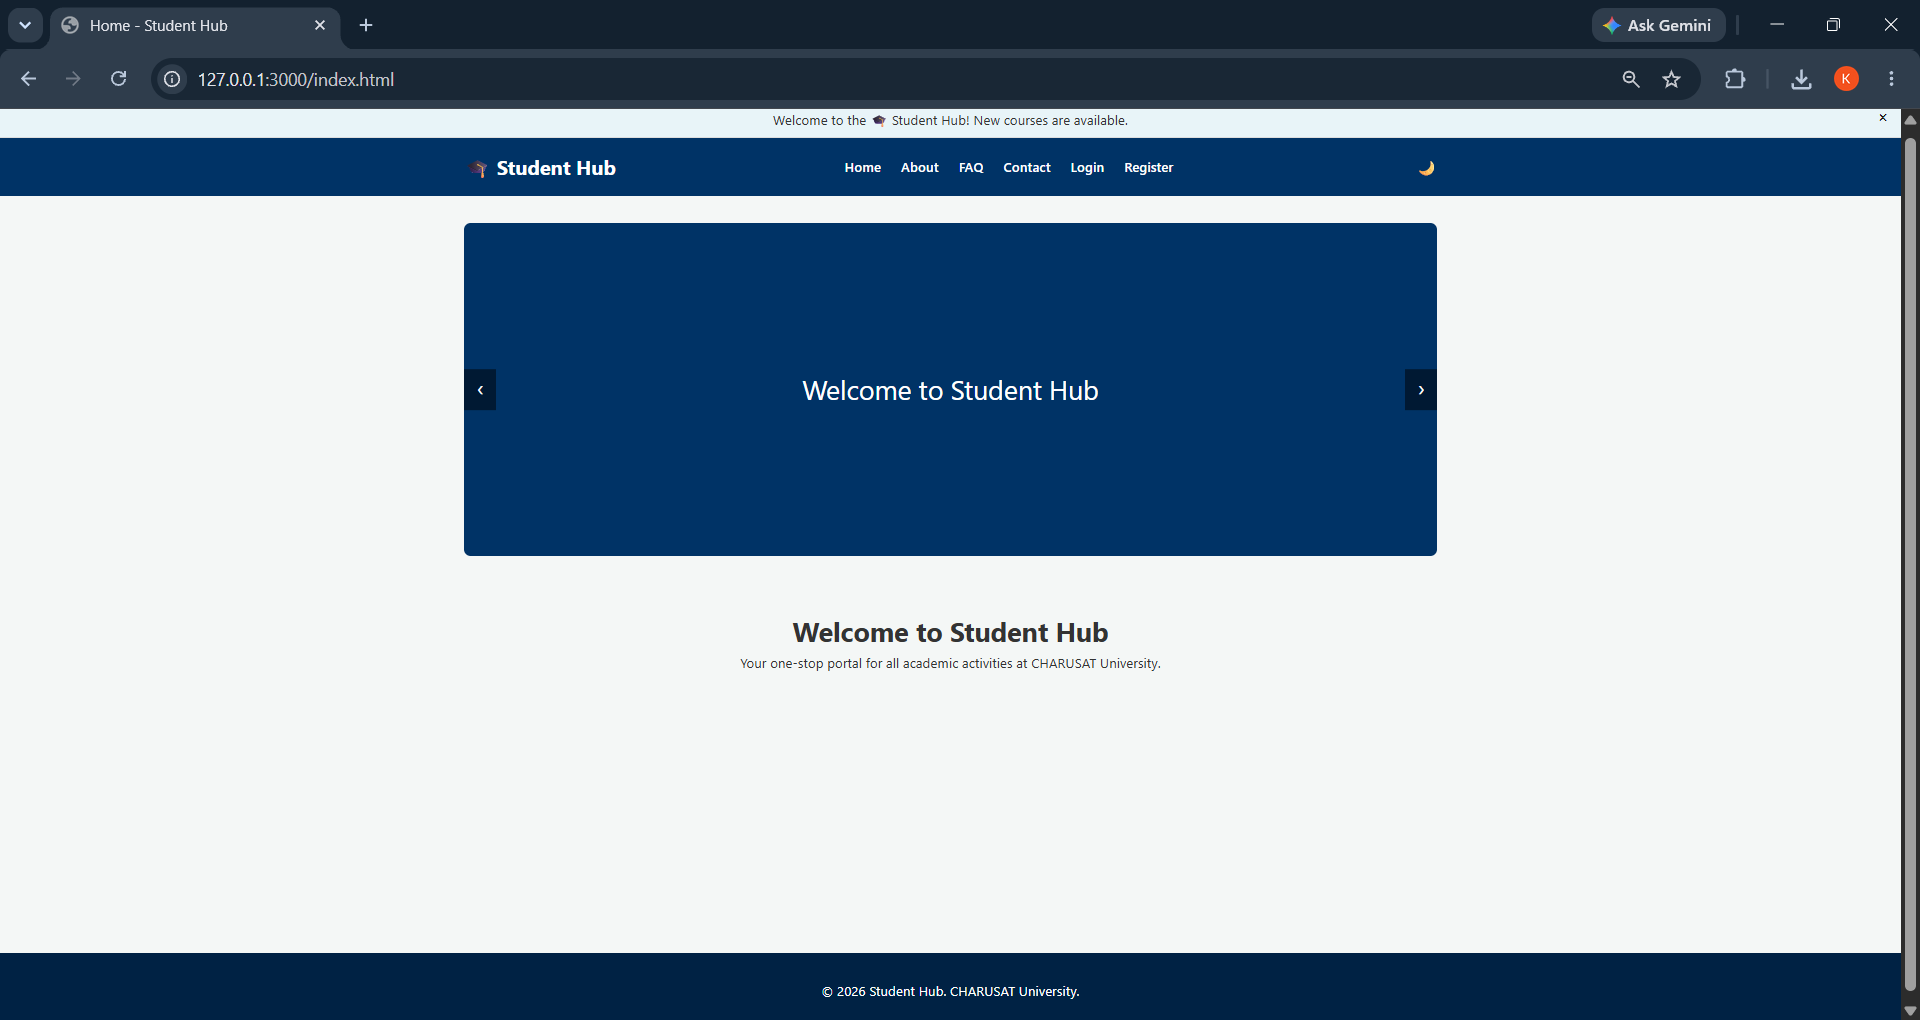 Home - Student Hub
Ask Gemini
127.0.0.1:3000/index.html
K
Welcome to the 🎓 Student Hub! New courses are available.
×
🎓 Student Hub
Home About FAQ Contact Login Register
‹
Welcome to Student Hub
›
Welcome to Student Hub
Your one-stop portal for all academic activities at CHARUSAT University.
© 2026 Student Hub. CHARUSAT University.